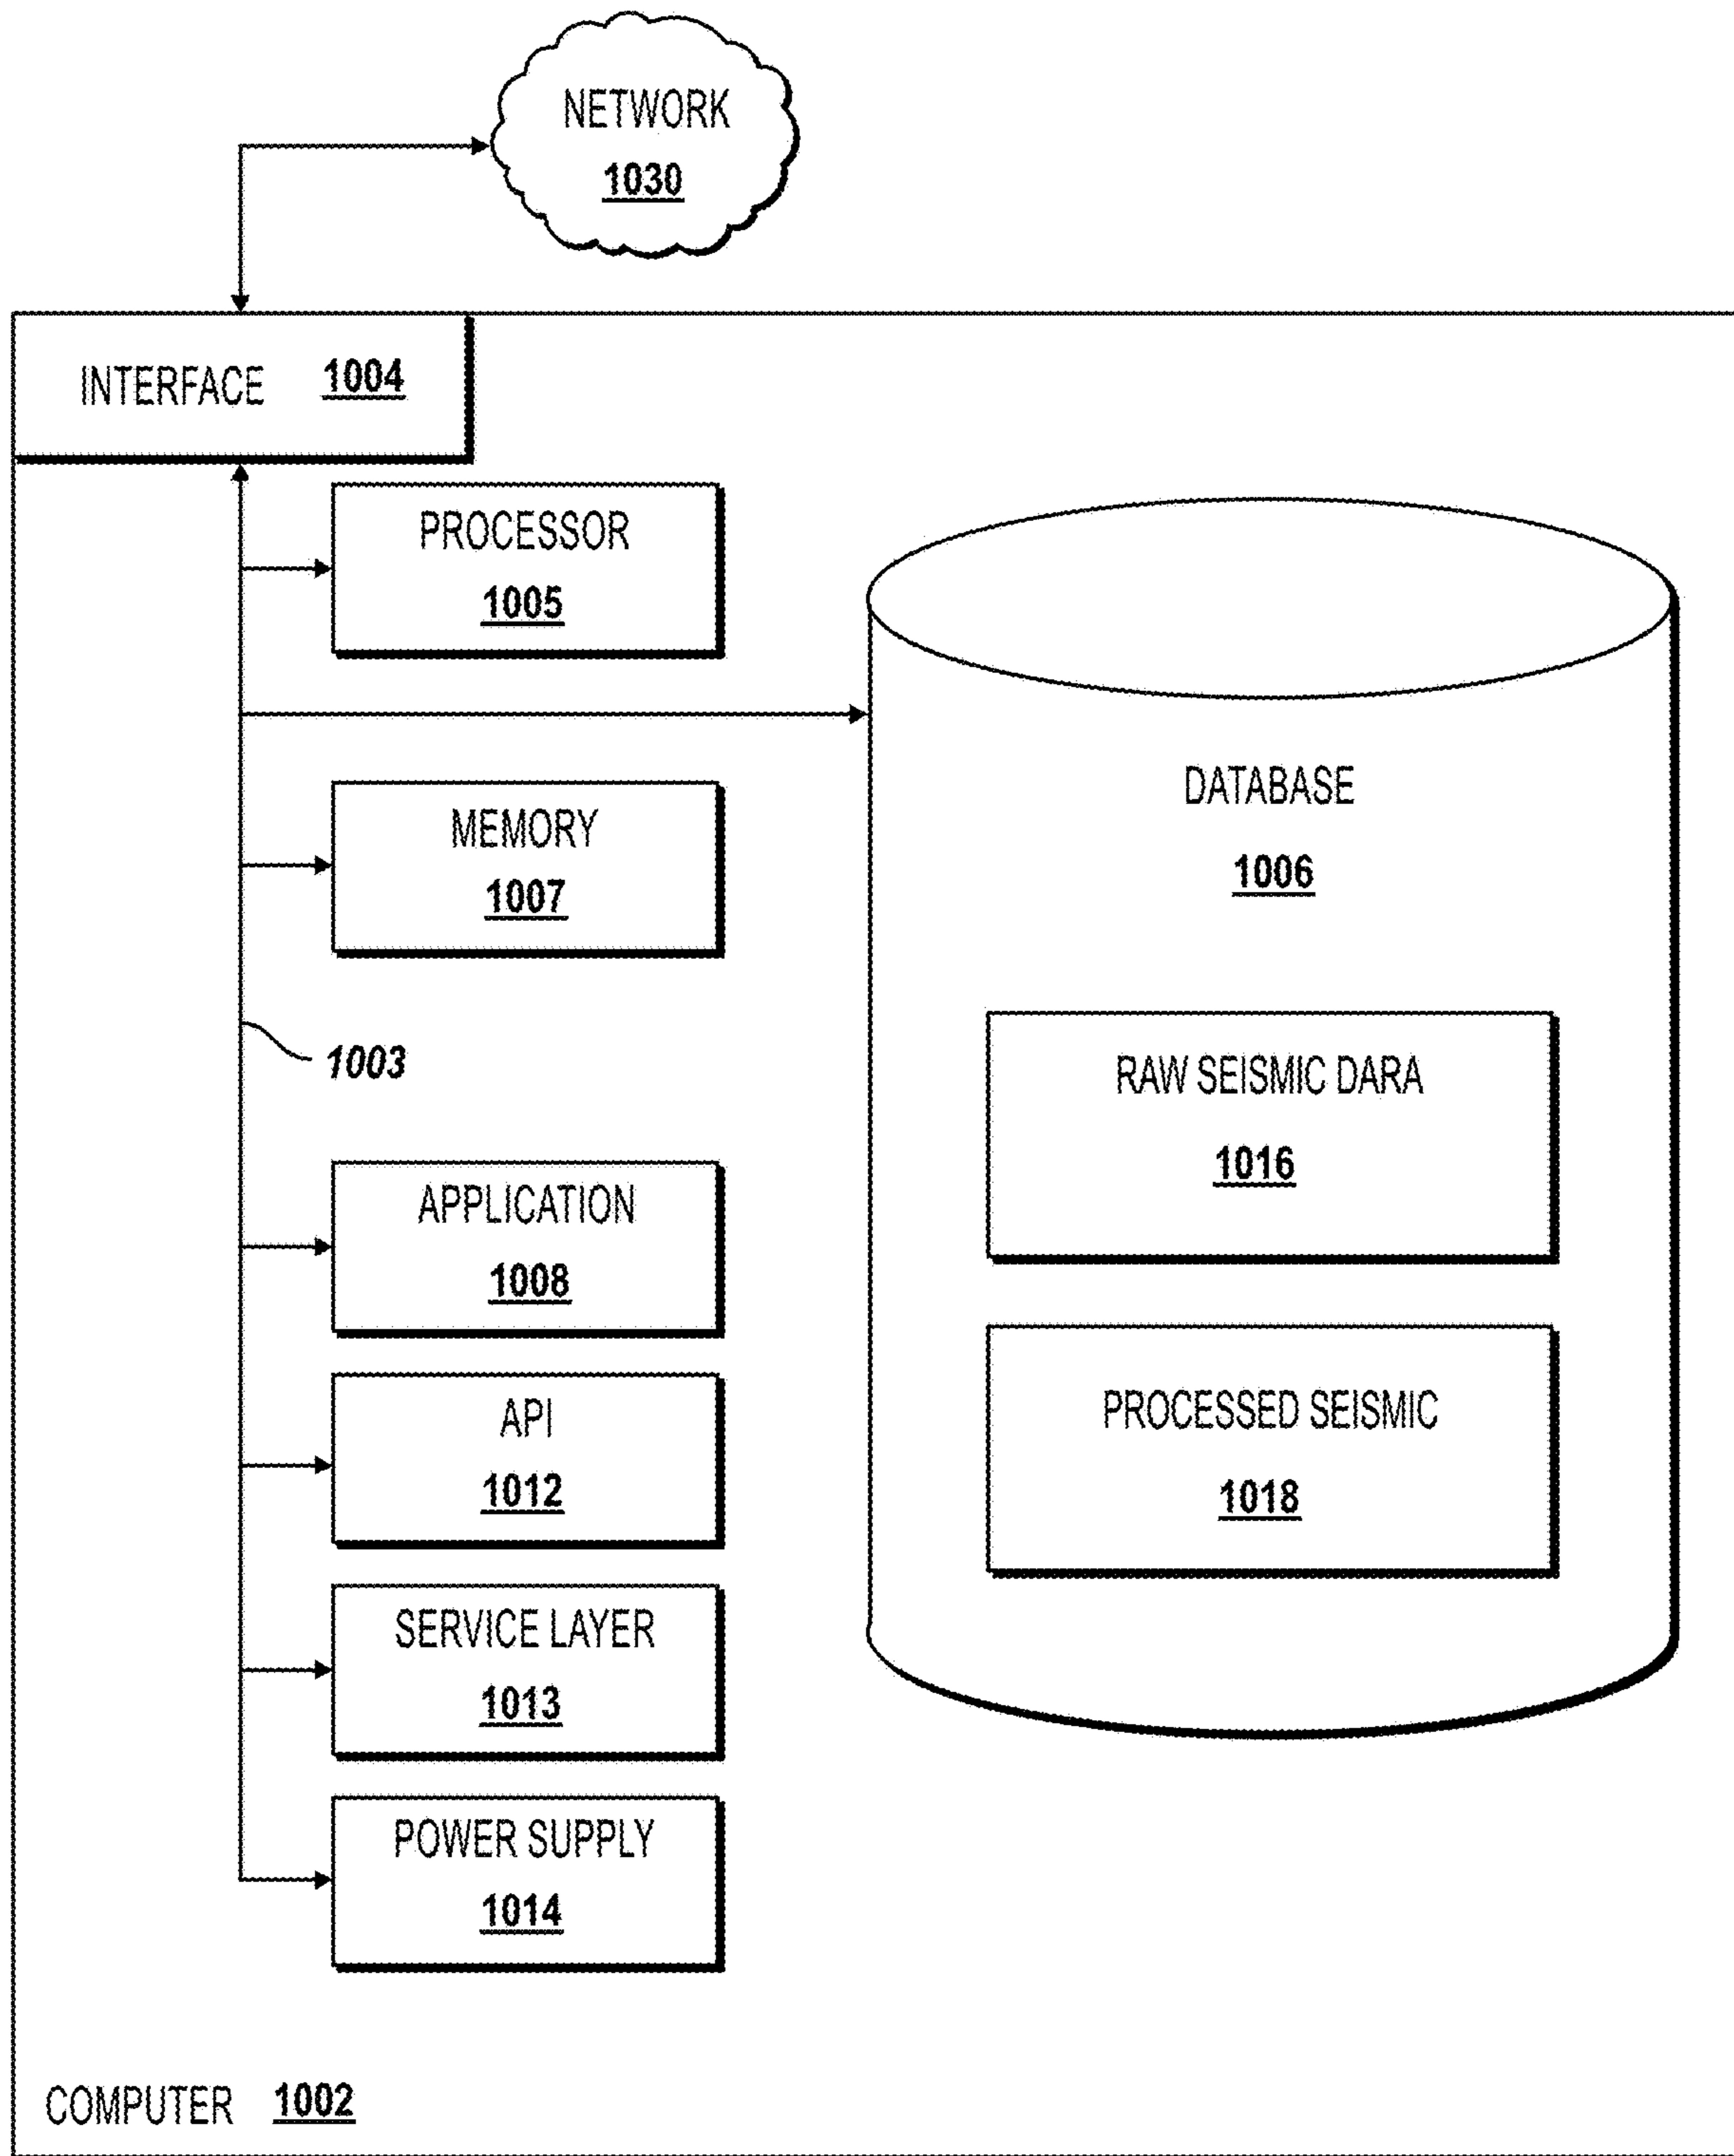 NETWORK
1030
INTERFACE 1004
PROCESSOR
1005
DATABASE
1006
MEMORY
1007
1003
RAW SEISMIC DARA
1016
APPLICATION
1008
PROCESSED SEISMIC
1018
API
1012
SERVICE LAYER
1013
POWER SUPPLY
1014
COMPUTER 1002